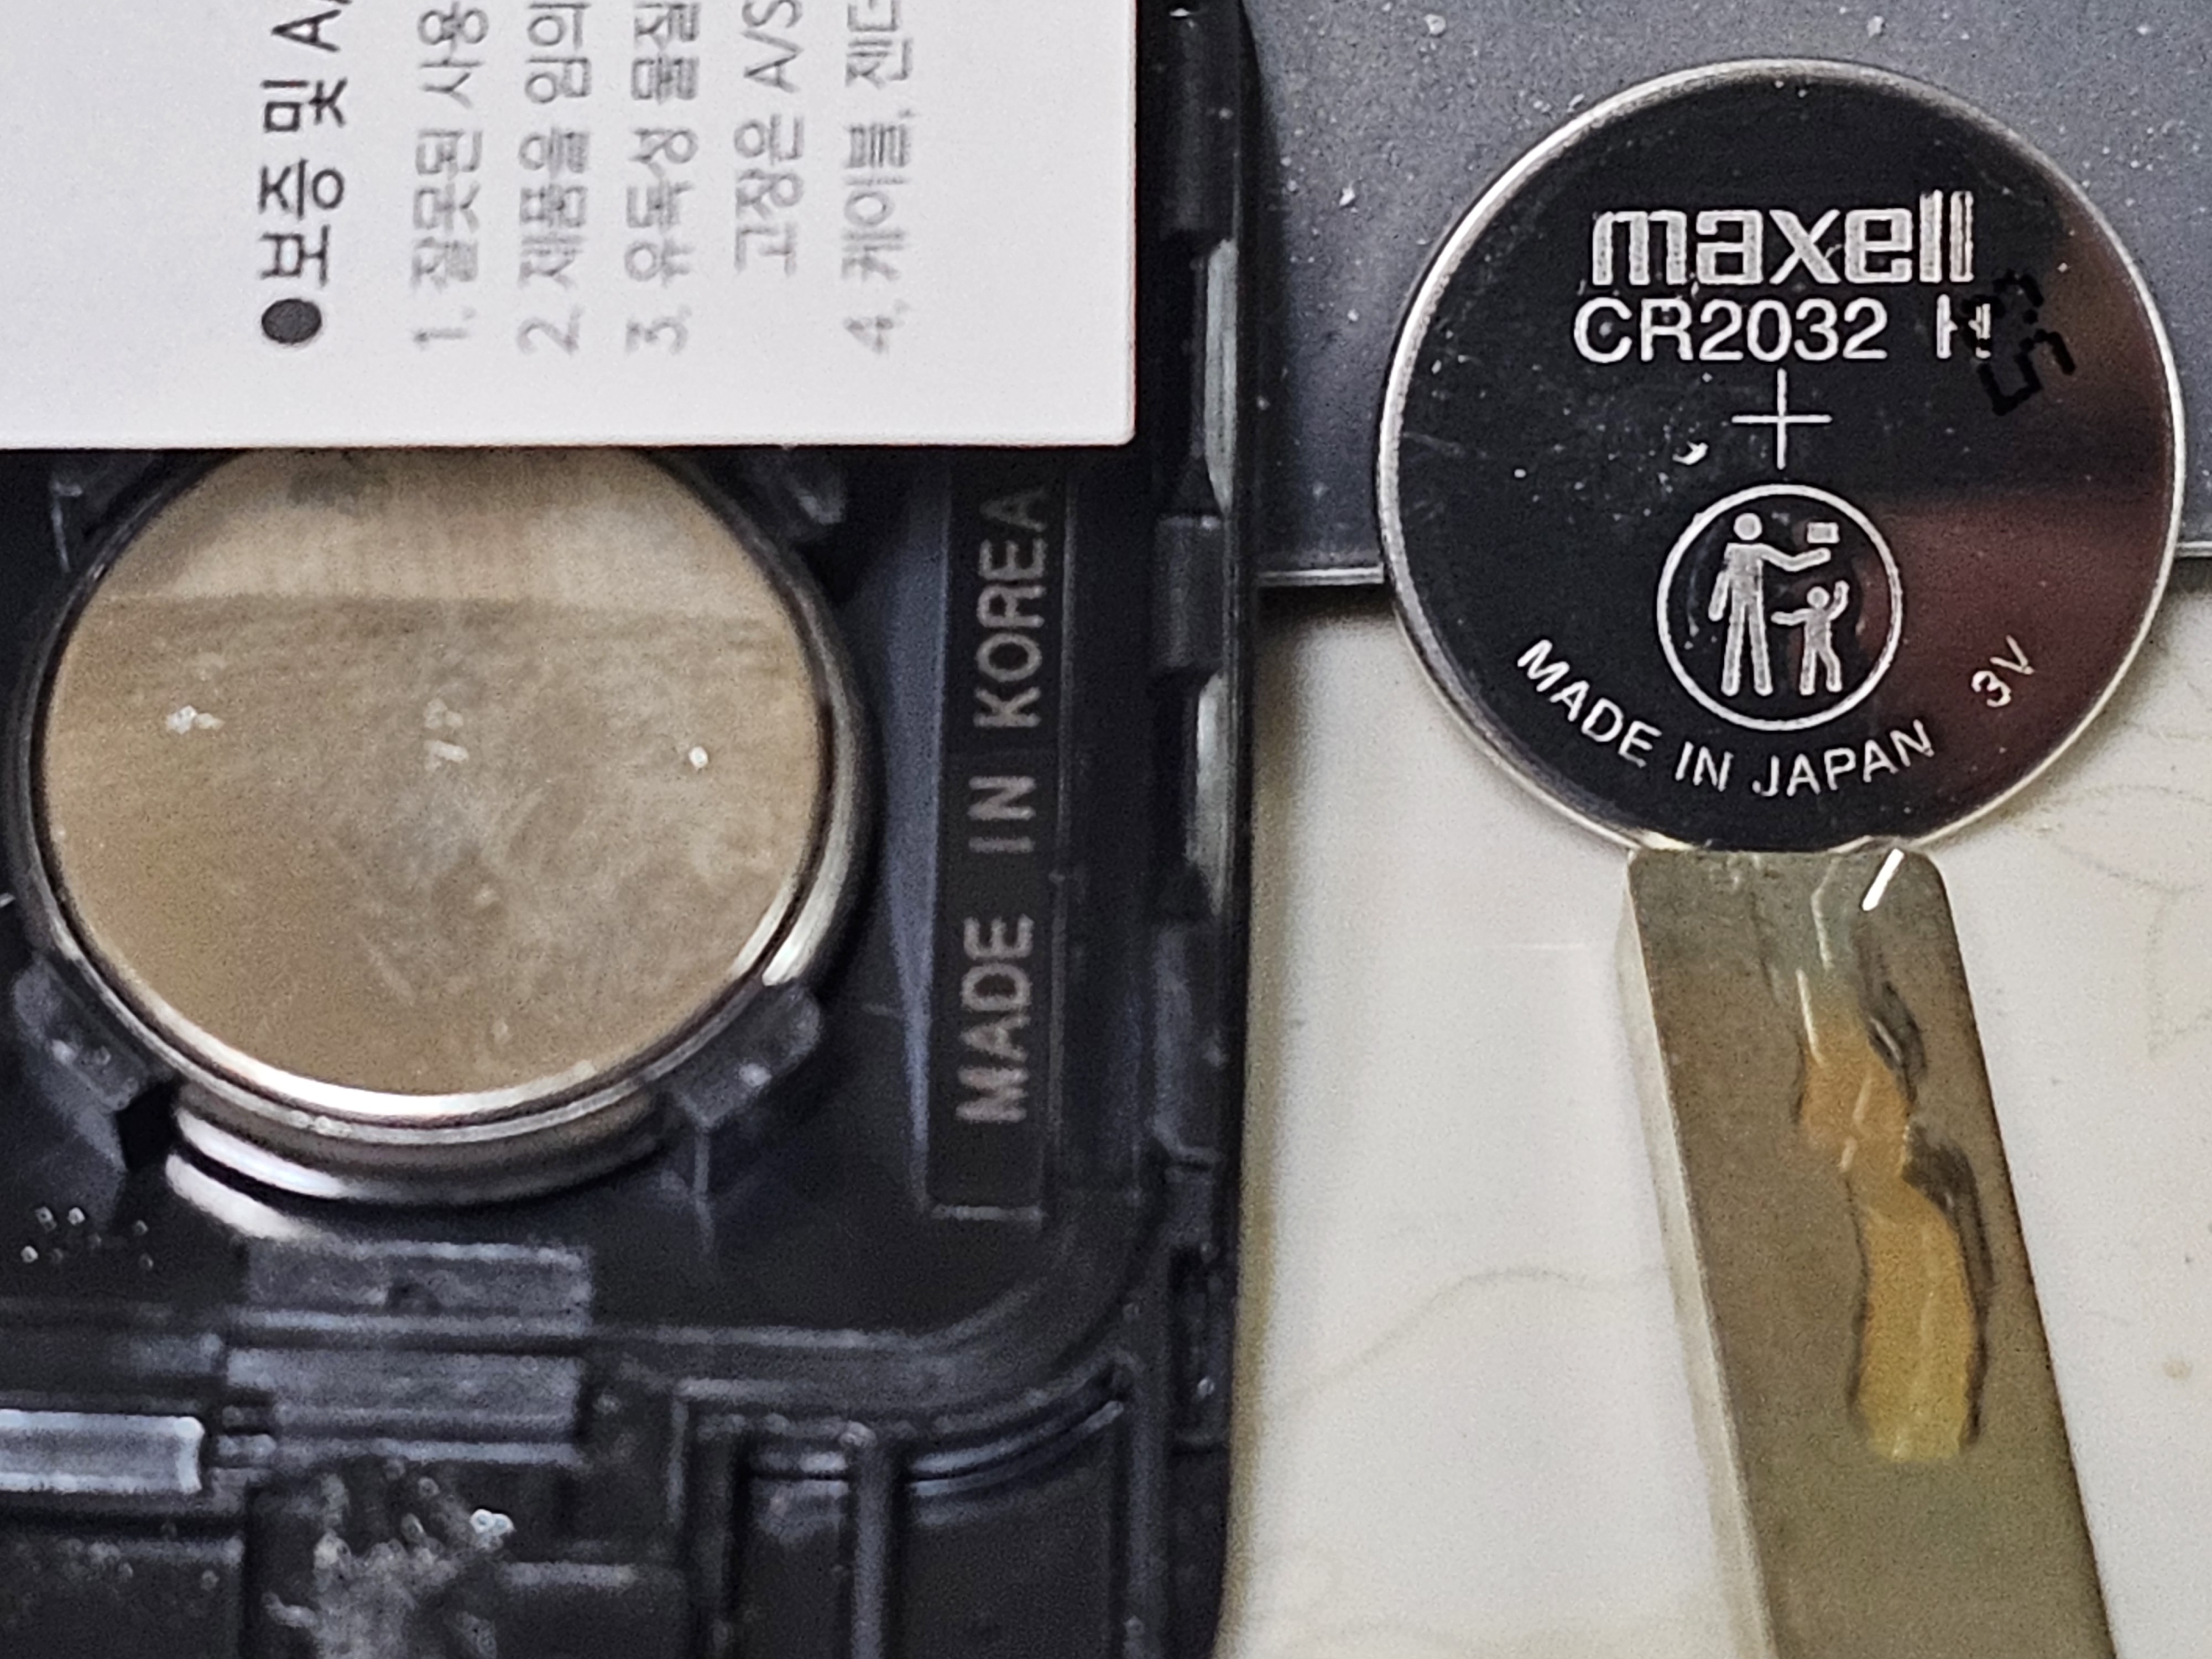 ●보증 및 A/
1. 잘못된 사용
2. 제품을 임의
3. 유독성 물질
고장은 A/S
4. 케이블, 젠더
MADE IN KOREA
maxell
CR2032 H
+
MADE IN JAPAN 3V